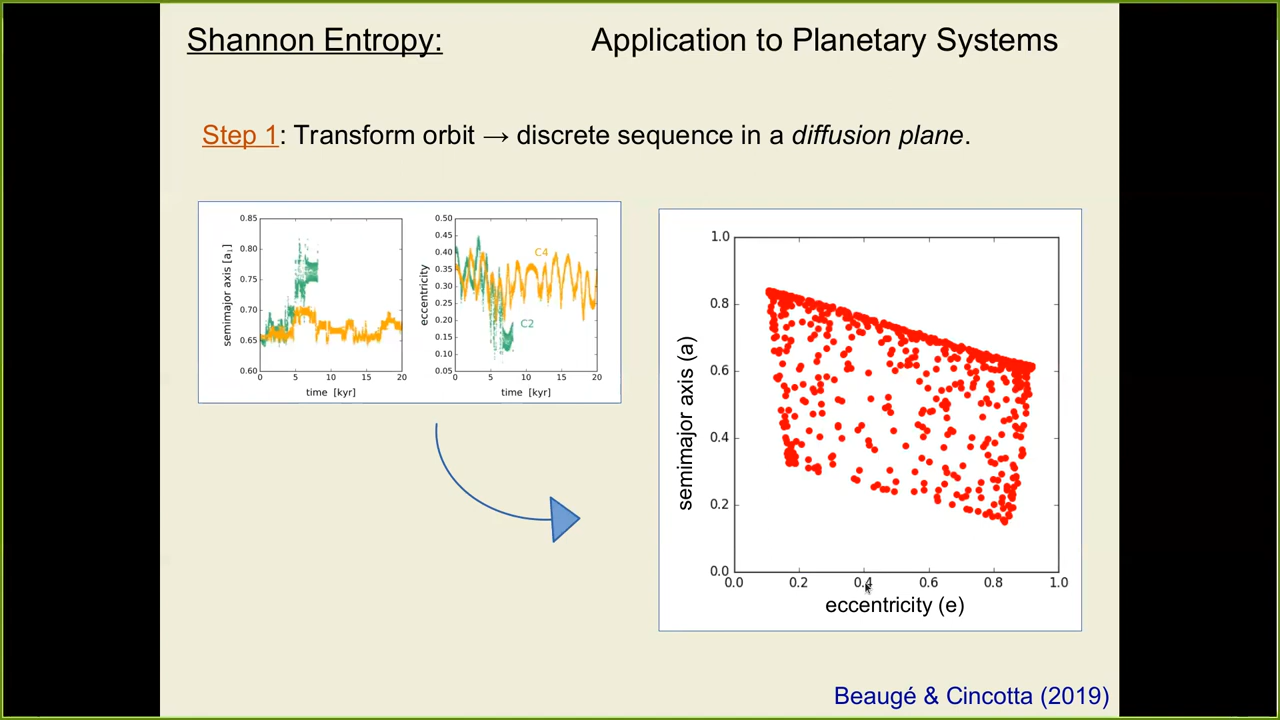 Shannon Entropy: Application to Planetary Systems
Step 1: Transform orbit → discrete sequence in a diffusion plane.
0.85
0.80
0.75
0.70
0.65
0.60
semimajor axis [a₁]
0 5 10 15 20
time [kyr]
0.50
0.45
0.40
0.35
0.30
0.25
0.20
0.15
0.10
0.05
eccentricity
C4
C2
0 5 10 15 20
time [kyr]
1.0
0.8
0.6
0.4
0.2
0.0
semimajor axis (a)
0.0 0.2 0.4 0.6 0.8 1.0
eccentricity (e)
Beaugé & Cincotta (2019)